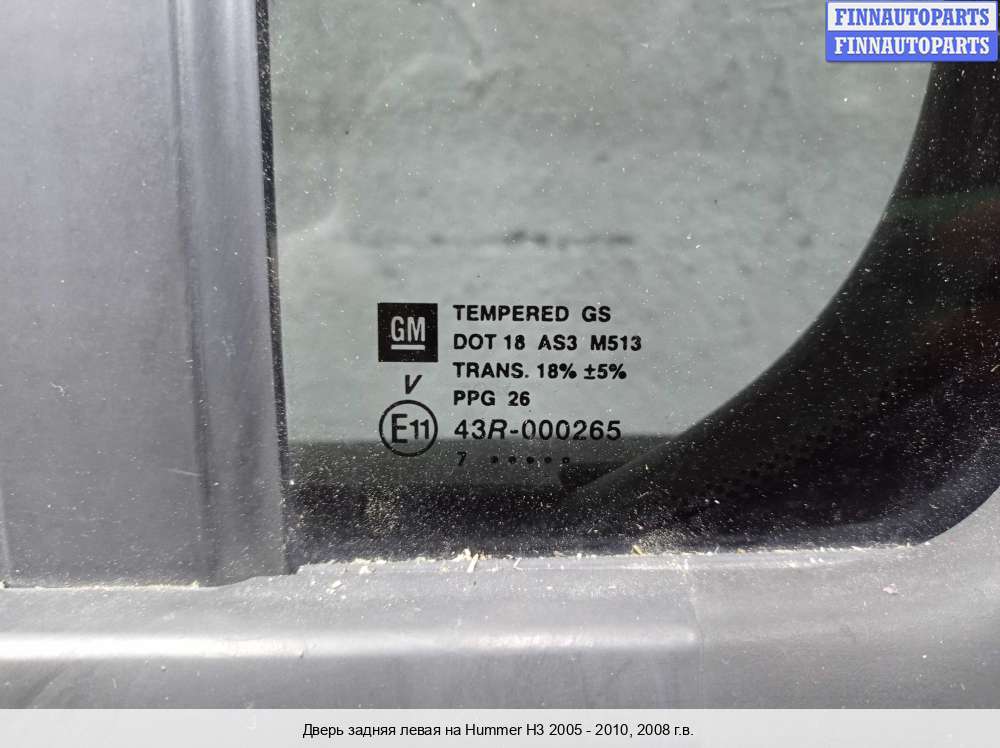 FINNAUTOPARTS
FINNAUTOPARTS
GM
TEMPERED GS
DOT 18 AS3 M513
TRANS. 18% ±5%
V
PPG 26
E11
43R-000265
7 • • • • •
Дверь задняя левая на Hummer H3 2005 - 2010, 2008 г.в.